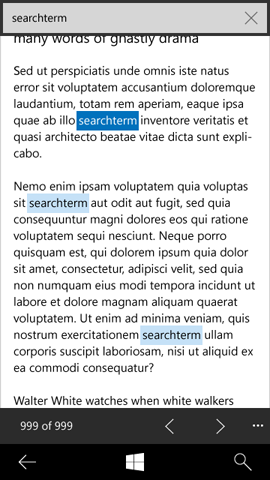 searchterm
many words of ghastly drama
Sed ut perspiciatis unde omnis iste natus
error sit voluptatem accusantium doloremque
laudantium, totam rem aperiam, eaque ipsa
quae ab illo searchterm inventore veritatis et
quasi architecto beatae vitae dicta sunt expli-
cabo.
Nemo enim ipsam voluptatem quia voluptas
sit searchterm aut odit aut fugit, sed quia
consequuntur magni dolores eos qui ratione
voluptatem sequi nesciunt. Neque porro
quisquam est, qui dolorem ipsum quia dolor
sit amet, consectetur, adipisci velit, sed quia
non numquam eius modi tempora incidunt ut
labore et dolore magnam aliquam quaerat
voluptatem. Ut enim ad minima veniam, quis
nostrum exercitationem searchterm ullam
corporis suscipit laboriosam, nisi ut aliquid ex
ea commodi consequatur?
Walter White watches when white walkers
999 of 999